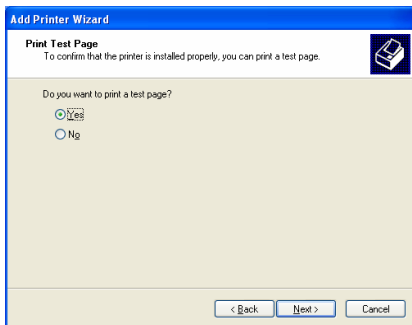 Add Printer Wizard
Print Test Page
To confirm that the printer is installed properly, you can print a test page.
Do you want to print a test page?
Yes
No
< Back
Next >
Cancel